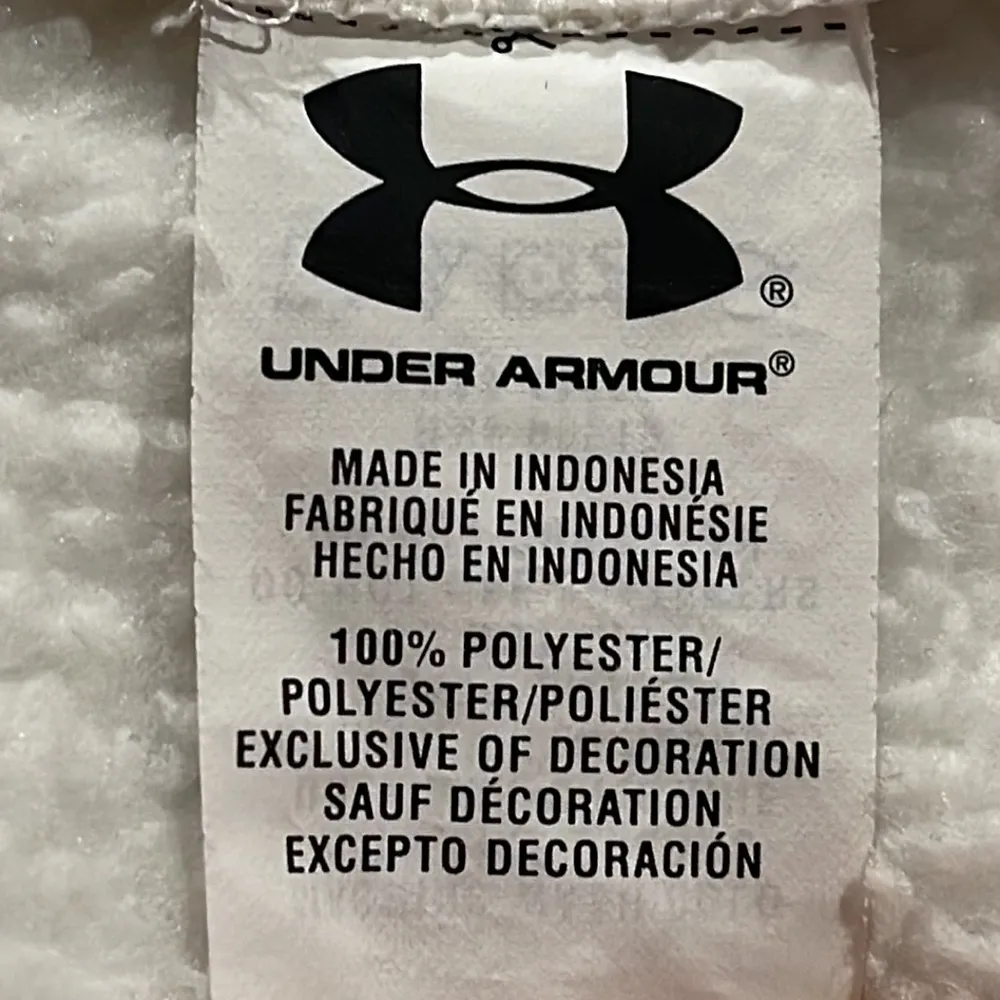 ®
UNDER ARMOUR®
MADE IN INDONESIA
FABRIQUÉ EN INDONÉSIE
HECHO EN INDONESIA
100% POLYESTER/
POLYESTER/POLIÉSTER
EXCLUSIVE OF DECORATION
SAUF DÉCORATION
EXCEPTO DECORACIÓN